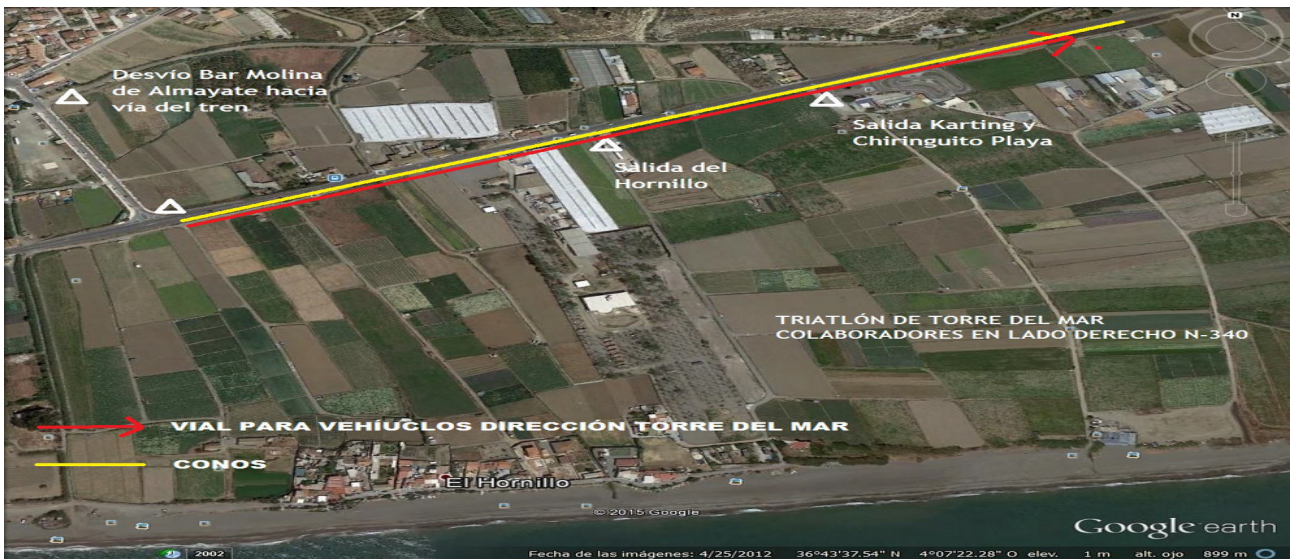 N
Desvío Bar Molina
de Almayate hacia
vía del tren
Salida Karting y
Chiringuito Playa
Salida del
Hornillo
TRIATLÓN DE TORRE DEL MAR
COLABORADORES EN LADO DERECHO N-340
VIAL PARA VEHÍUCLOS DIRECCIÓN TORRE DEL MAR
CONOS
El Hornillo
© 2015 Google
Google earth
2002
Fecha de las imágenes: 4/25/2012 36°43'37.54" N 4°07'22.28" O elev. 1 m alt. ojo 899 m